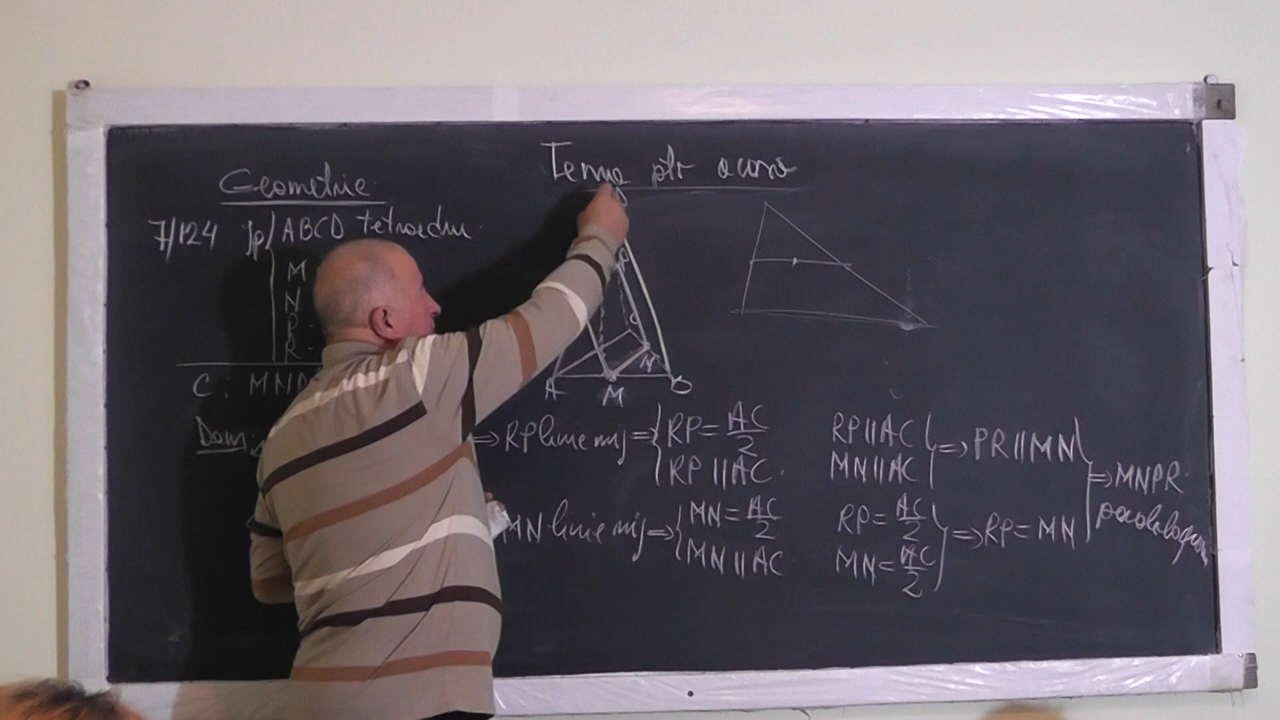 Tema ptr acasă
Geometrie
7/124 Ip/ ABCD tetraedru
M
N
P
R
C: MNP
Dem:
A M B
N
C
⇒ RP linie mij ⇒ { RP = AC/2
RP || AC
MN linie mij ⇒ { MN = AC/2
MN || AC
RP || AC
MN || AC } ⇒ PR || MN
RP = AC/2
MN = AC/2 } ⇒ RP = MN
⇒ MNPR
paralelogram